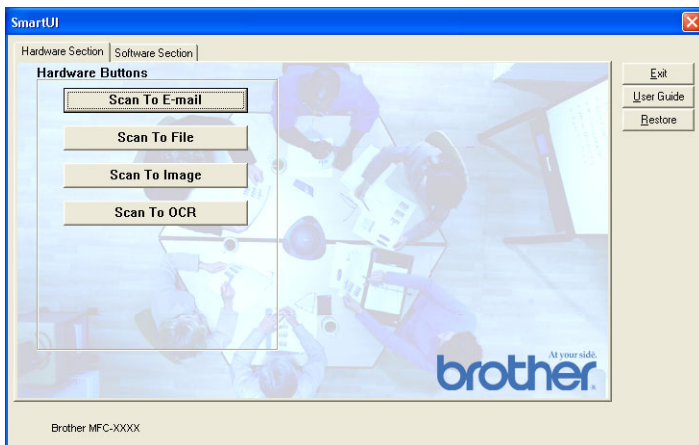 SmartUI
Hardware Section
Software Section
Hardware Buttons
Scan To E-mail
Scan To File
Scan To Image
Scan To OCR
Exit
User Guide
Restore
At your side.
brother
Brother MFC-XXXX